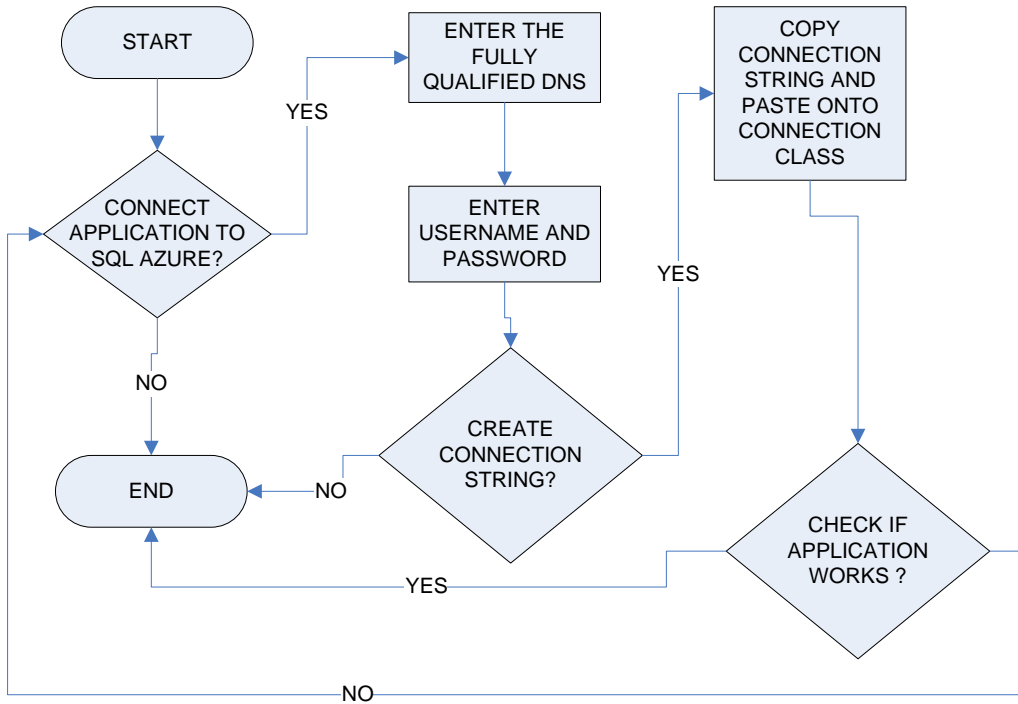 START
YES
CONNECT
APPLICATION TO
SQL AZURE?
NO
END
ENTER THE
FULLY
QUALIFIED DNS
ENTER
USERNAME AND
PASSWORD
CREATE
CONNECTION
STRING?
NO
YES
COPY
CONNECTION
STRING AND
PASTE ONTO
CONNECTION
CLASS
CHECK IF
APPLICATION
WORKS ?
YES
NO